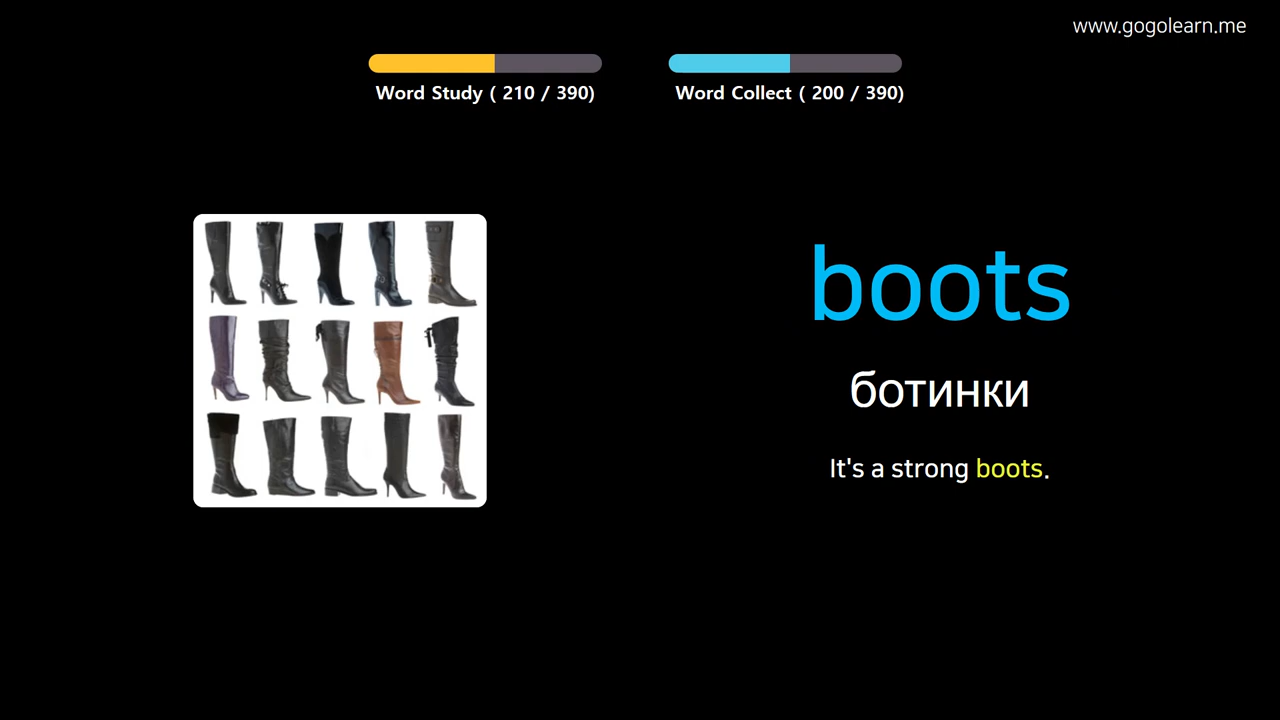 www.gogolearn.me
Word Study ( 210 / 390)
Word Collect ( 200 / 390)
boots
ботинки
It's a strong boots.